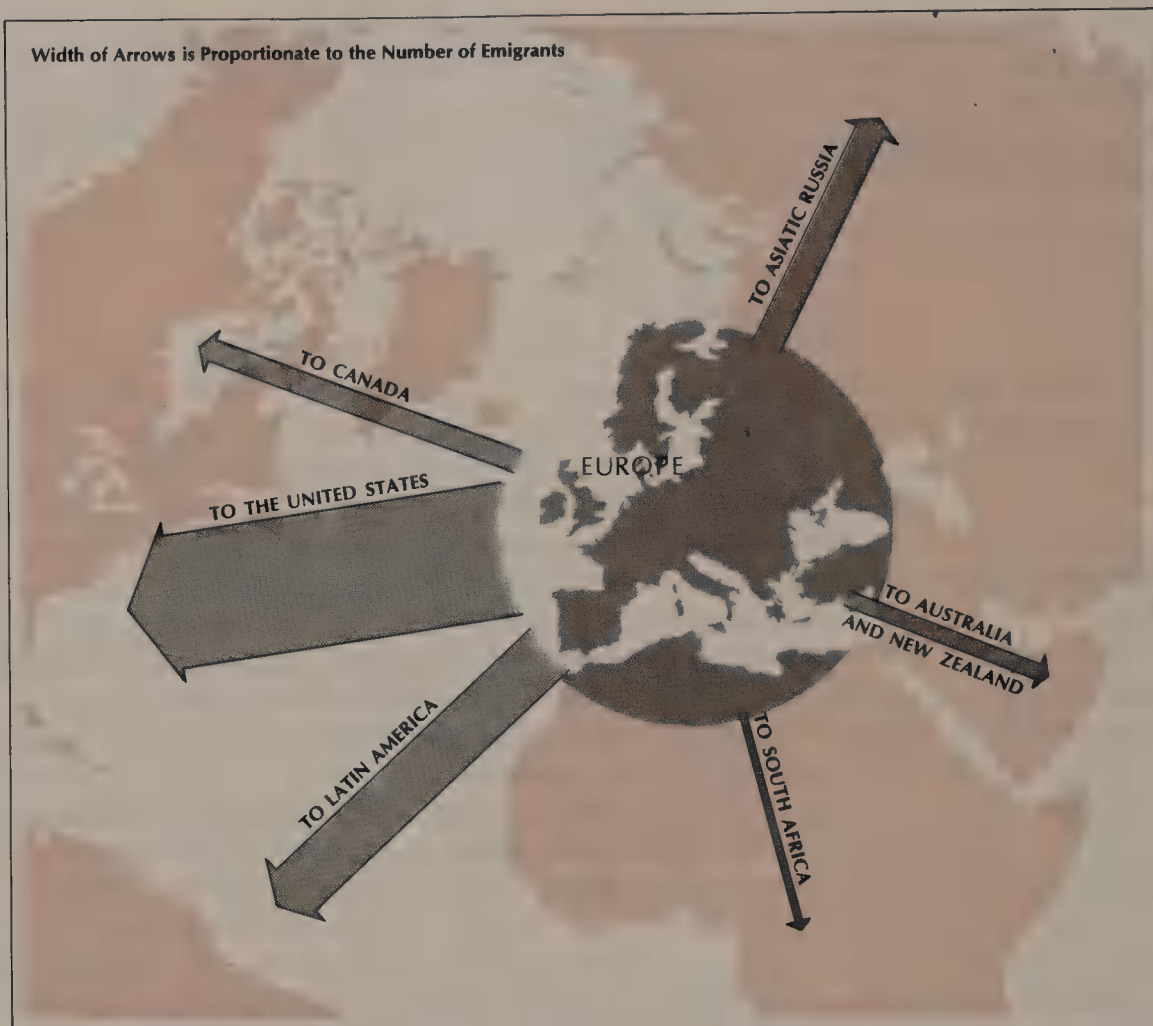 Width of Arrows is Proportionate to the Number of Emigrants
TO ASIATIC RUSSIA
TO CANADA
EUROPE
TO THE UNITED STATES
TO AUSTRALIA
AND NEW ZEALAND
TO LATIN AMERICA
TO SOUTH AFRICA